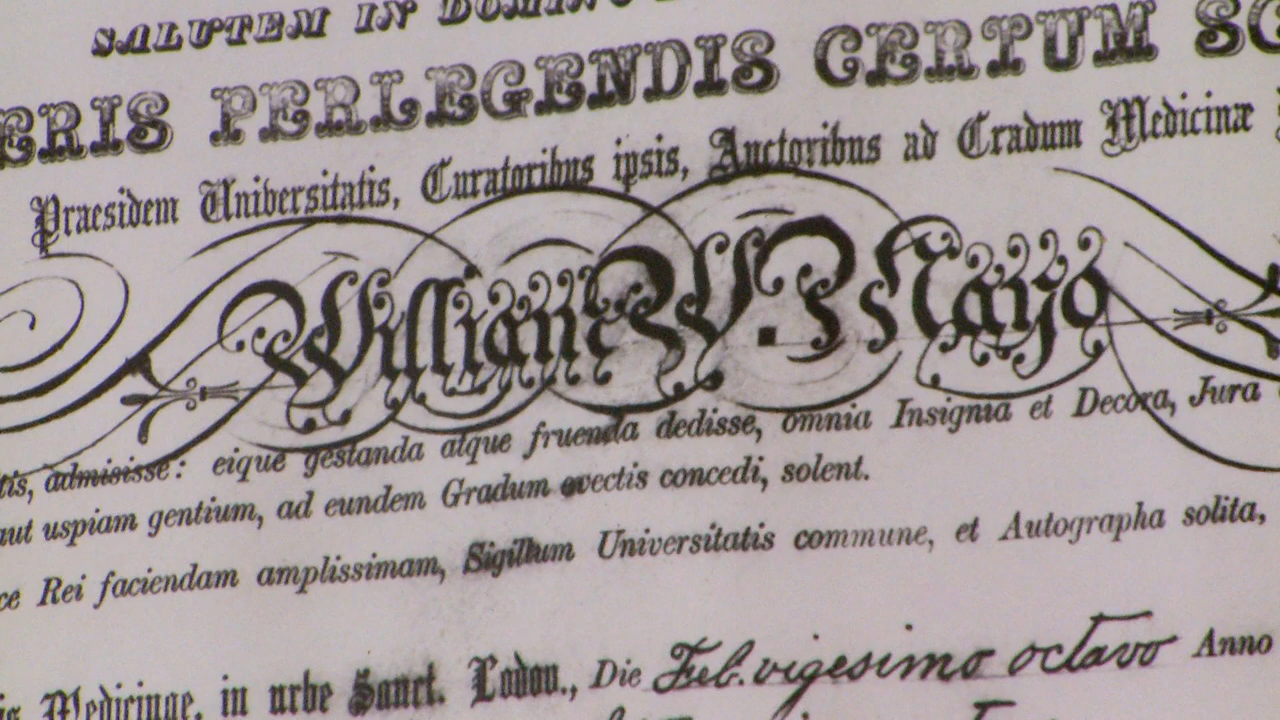 SALUTEM IN DOMINO
ERIS PERLEGENDIS CERTUM SC
Praesidem Universitatis, Curatoribus ipsis, Auctoribus ad Gradum Medicinæ
William W. Mayo
tis, admisisse: eique gestanda atque fruenda dedisse, omnia Insignia et Decora, Jura
aut uspiam gentium, ad eundem Gradum evectis concedi, solent.
ce Rei faciendam amplissimam, Sigillum Universitatis commune, et Autographa solita,
is Medicinae, in urbe Sanct. Lodov., Die Feb. vigesimo octavo Anno